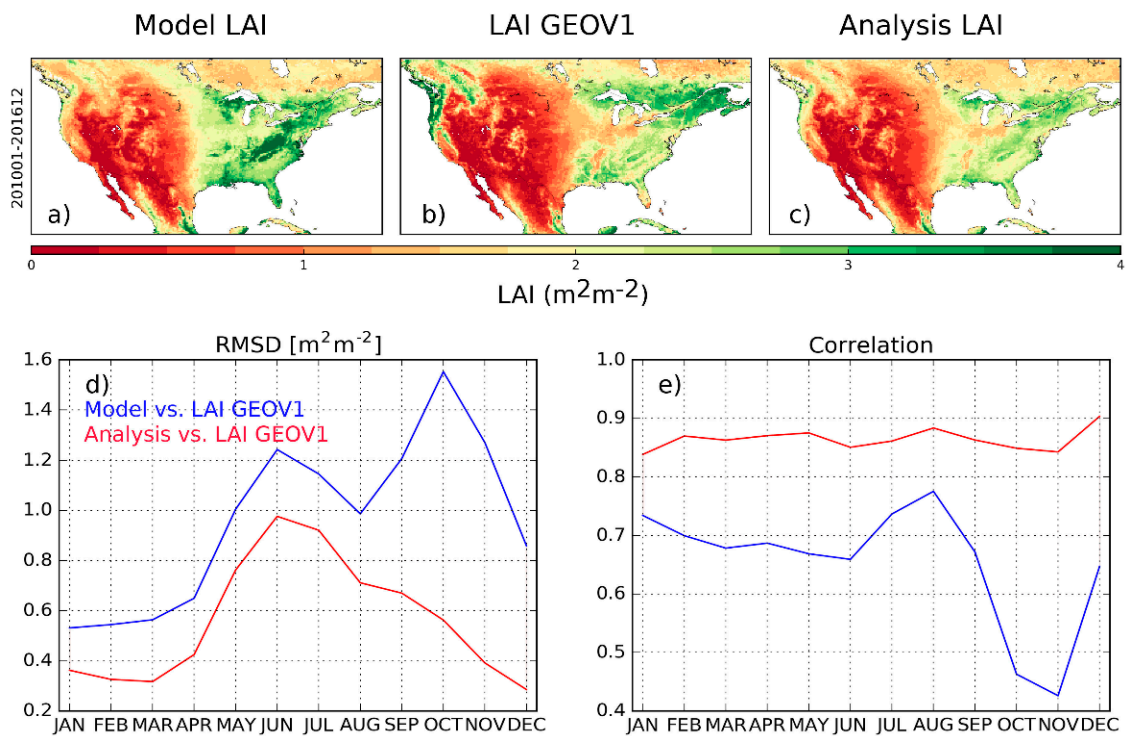 Model LAI LAI GEOV1 Analysis LAI
201001-201612
a) b) c)
0 1 2 3 4
LAI (m²m⁻²)
RMSD [m²m⁻²]
d)
Model vs. LAI GEOV1
Analysis vs. LAI GEOV1
1.6
1.4
1.2
1.0
0.8
0.6
0.4
0.2
JAN FEB MAR APR MAY JUN JUL AUG SEP OCT NOV DEC
Correlation
e)
1.0
0.9
0.8
0.7
0.6
0.5
0.4
JAN FEB MAR APR MAY JUN JUL AUG SEP OCT NOV DEC